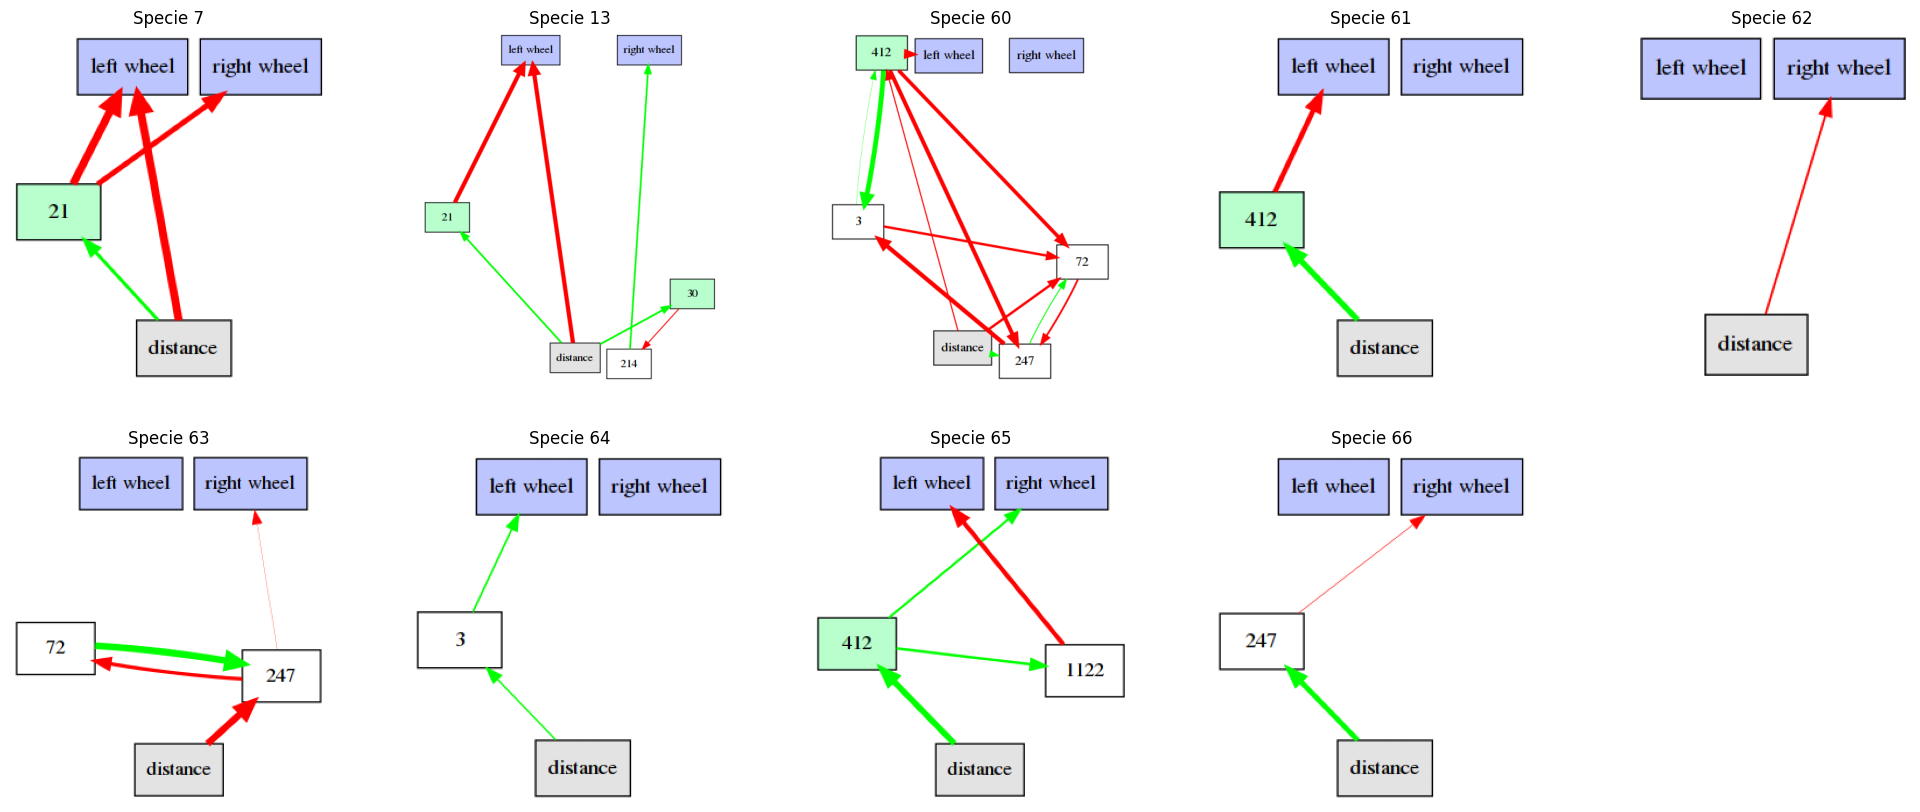 Specie 7
left wheel
right wheel
21
distance
Specie 13
left wheel
right wheel
21
30
distance
214
Specie 60
412
left wheel
right wheel
3
72
distance
247
Specie 61
left wheel
right wheel
412
distance
Specie 62
left wheel
right wheel
distance
Specie 63
left wheel
right wheel
72
247
distance
Specie 64
left wheel
right wheel
3
distance
Specie 65
left wheel
right wheel
412
1122
distance
Specie 66
left wheel
right wheel
247
distance